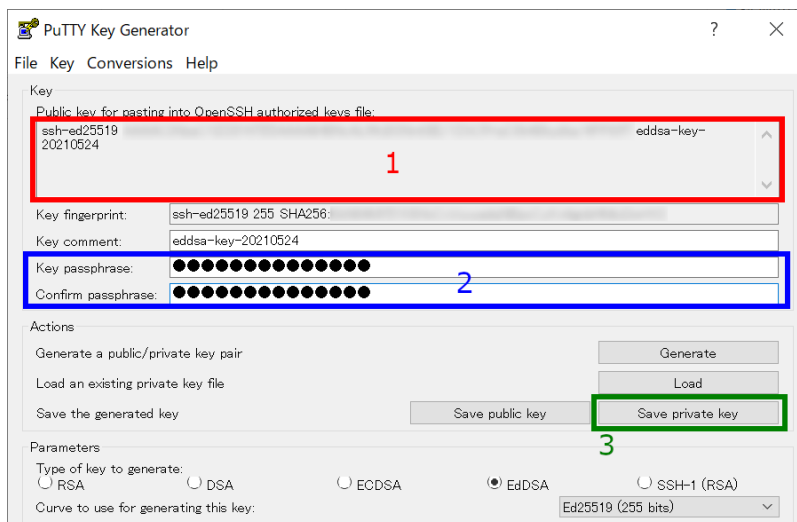 PuTTY Key Generator
?
File Key Conversions Help
Key
Public key for pasting into OpenSSH authorized keys file:
ssh-ed25519 eddsa-key-
20210524
1
Key fingerprint: ssh-ed25519 255 SHA256:
Key comment: eddsa-key-20210524
Key passphrase: ●●●●●●●●●●●●●●
2
Confirm passphrase: ●●●●●●●●●●●●●●
Actions
Generate a public/private key pair Generate
Load an existing private key file Load
Save the generated key Save public key Save private key
3
Parameters
Type of key to generate:
RSA DSA ECDSA EdDSA SSH-1 (RSA)
Curve to use for generating this key: Ed25519 (255 bits)